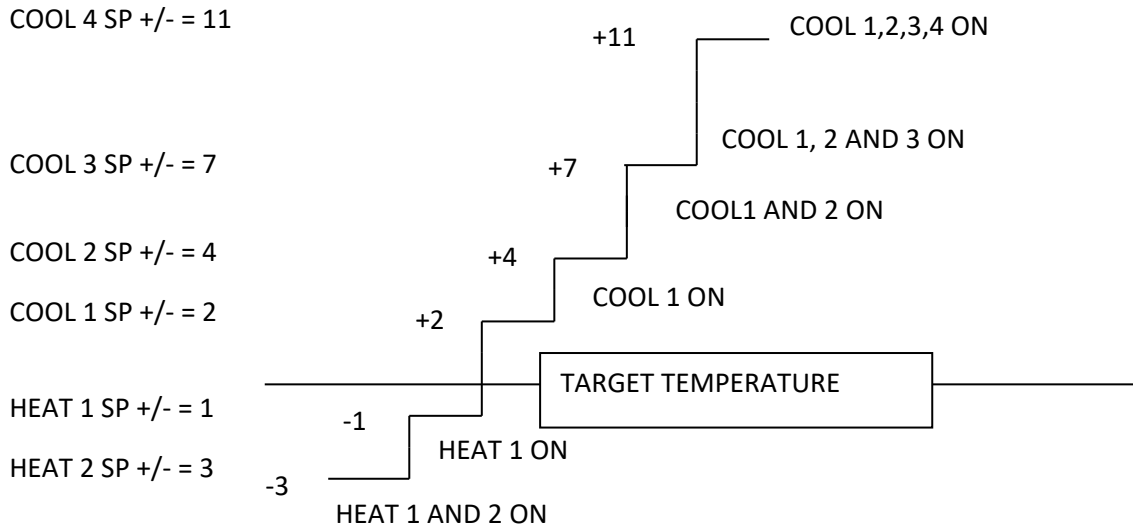 COOL 4 SP +/- = 11
+11
COOL 1,2,3,4 ON
COOL 3 SP +/- = 7
+7
COOL 1, 2 AND 3 ON
COOL1 AND 2 ON
COOL 2 SP +/- = 4
+4
COOL 1 ON
COOL 1 SP +/- = 2
+2
TARGET TEMPERATURE
HEAT 1 SP +/- = 1
-1
HEAT 1 ON
HEAT 2 SP +/- = 3
-3
HEAT 1 AND 2 ON